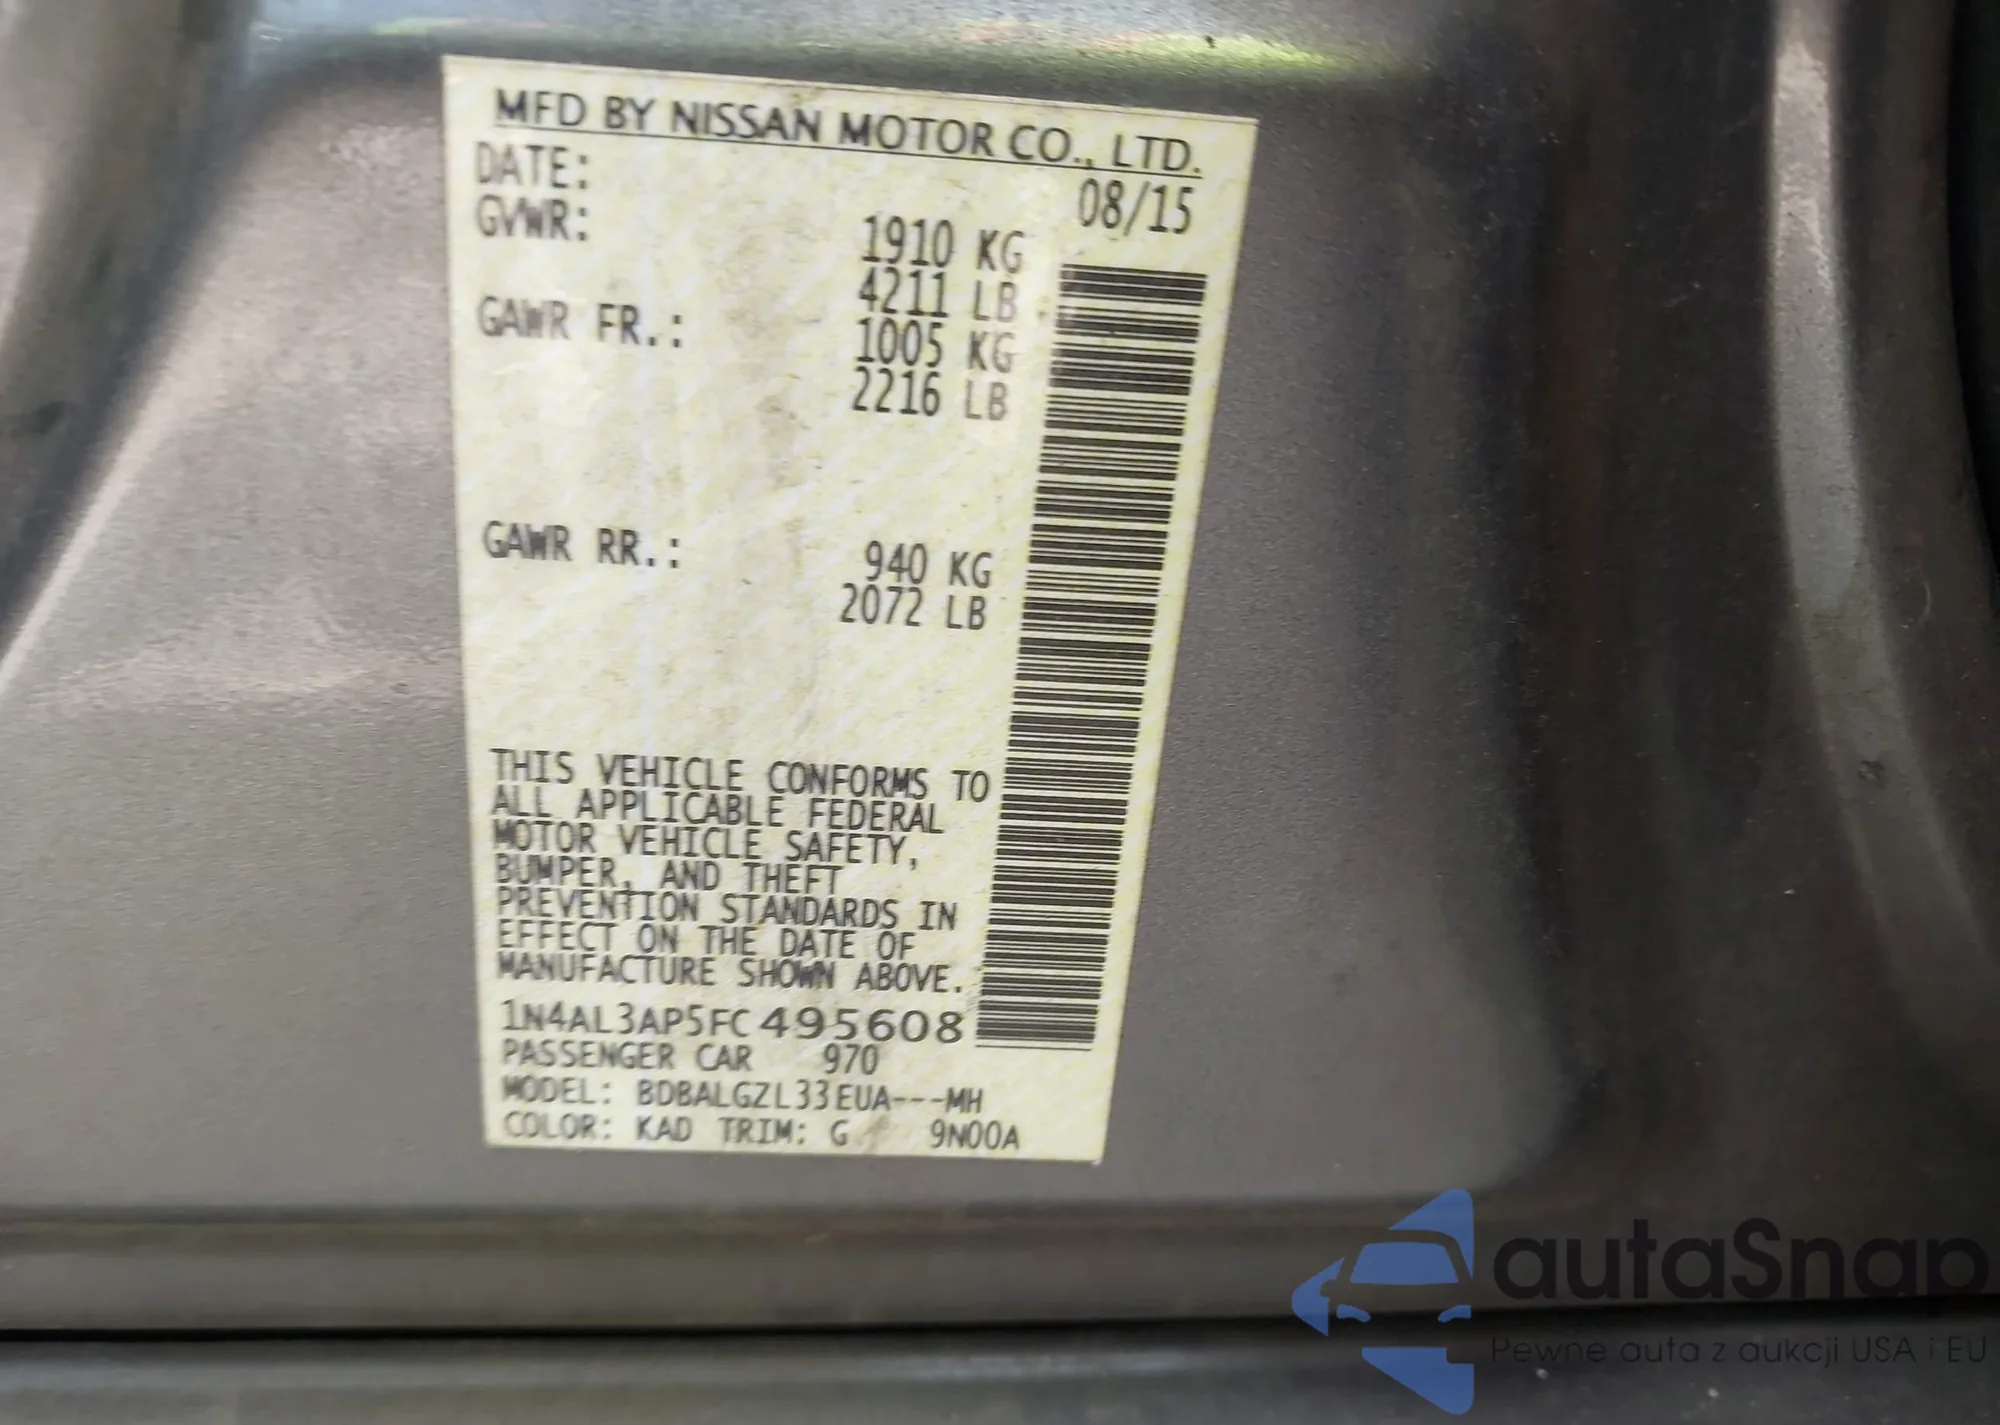 MFD BY NISSAN MOTOR CO., LTD.
DATE: 08/15
GVWR: 1910 KG
4211 LB
GAWR FR.: 1005 KG
2216 LB
GAWR RR.: 940 KG
2072 LB
THIS VEHICLE CONFORMS TO
ALL APPLICABLE FEDERAL
MOTOR VEHICLE SAFETY,
BUMPER, AND THEFT
PREVENTION STANDARDS IN
EFFECT ON THE DATE OF
MANUFACTURE SHOWN ABOVE.
1N4AL3AP5FC495608
PASSENGER CAR 970
MODEL: BDBALGZL33EUA---MH
COLOR: KAD TRIM: G 9N00A
autaSnap
Pewne auta z aukcji USA i EU